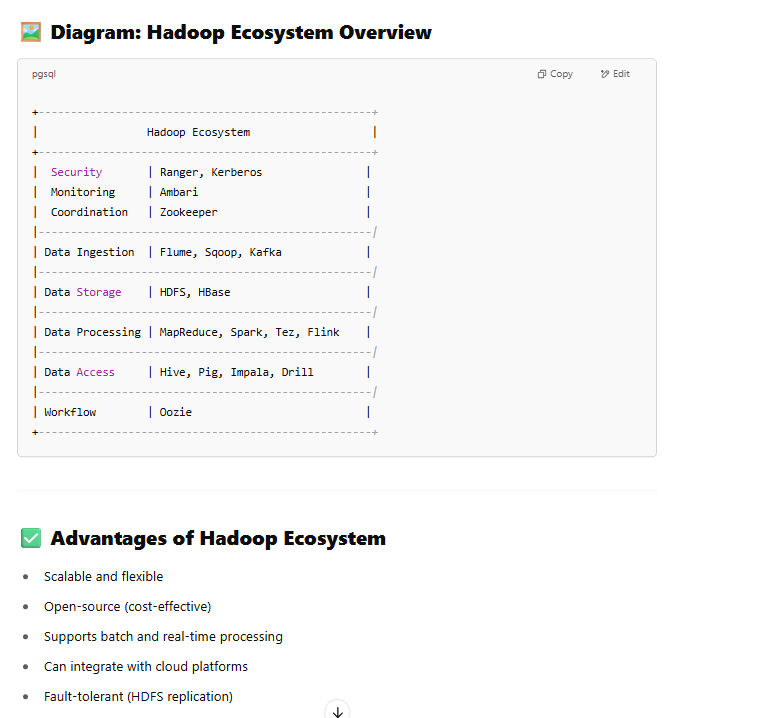 🖼️ Diagram: Hadoop Ecosystem Overview
pgsql Copy Edit
+---------------------------------------------------+
| Hadoop Ecosystem |
+---------------------------------------------------+
| Security | Ranger, Kerberos |
| Monitoring | Ambari |
| Coordination | Zookeeper |
|---------------------------------------------------/
| Data Ingestion | Flume, Sqoop, Kafka |
|---------------------------------------------------/
| Data Storage | HDFS, HBase |
|---------------------------------------------------/
| Data Processing | MapReduce, Spark, Tez, Flink |
|---------------------------------------------------/
| Data Access | Hive, Pig, Impala, Drill |
|---------------------------------------------------/
| Workflow | Oozie |
+---------------------------------------------------+
✅ Advantages of Hadoop Ecosystem
• Scalable and flexible
• Open-source (cost-effective)
• Supports batch and real-time processing
• Can integrate with cloud platforms
• Fault-tolerant (HDFS replication)